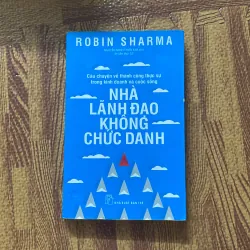 ROBIN SHARMA
Câu chuyện về thành công thực sự
trong kinh doanh và cuộc sống
NHÀ
LÃNH ĐẠO
KHÔNG
CHỨC DANH